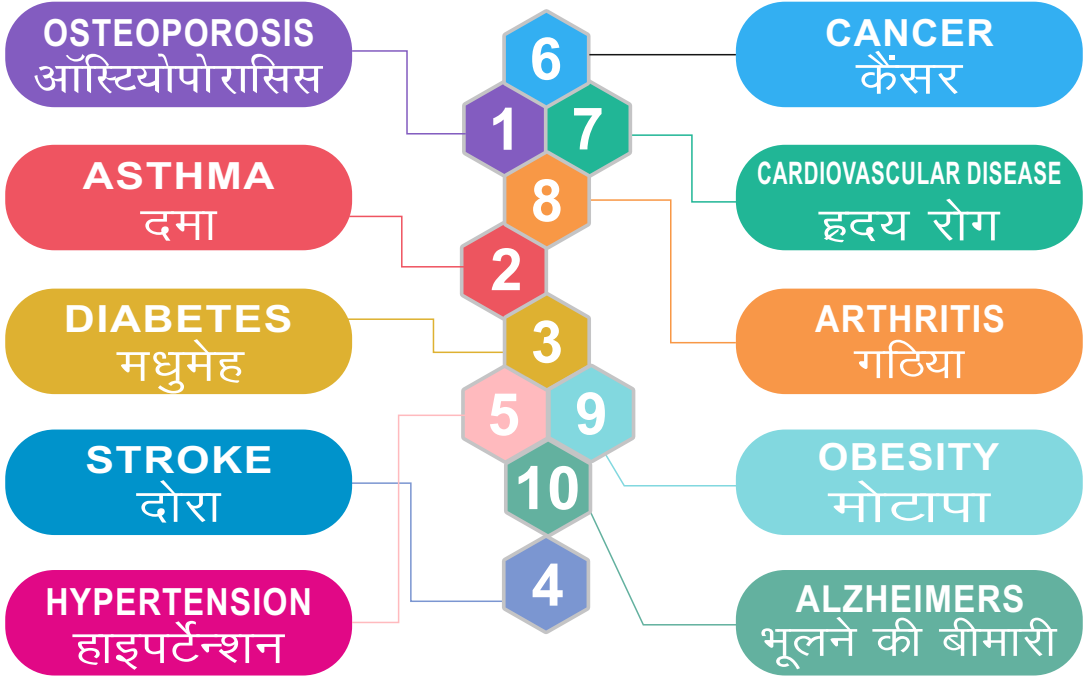 OSTEOPOROSIS
ऑस्टियोपोरासिस
ASTHMA
दमा
DIABETES
मधुमेह
STROKE
दोरा
HYPERTENSION
हाइपर्टेन्शन
6
1
7
8
2
3
5
9
10
4
CANCER
कैंसर
CARDIOVASCULAR DISEASE
ह्रदय रोग
ARTHRITIS
गठिया
OBESITY
मोटापा
ALZHEIMERS
भूलने की बीमारी